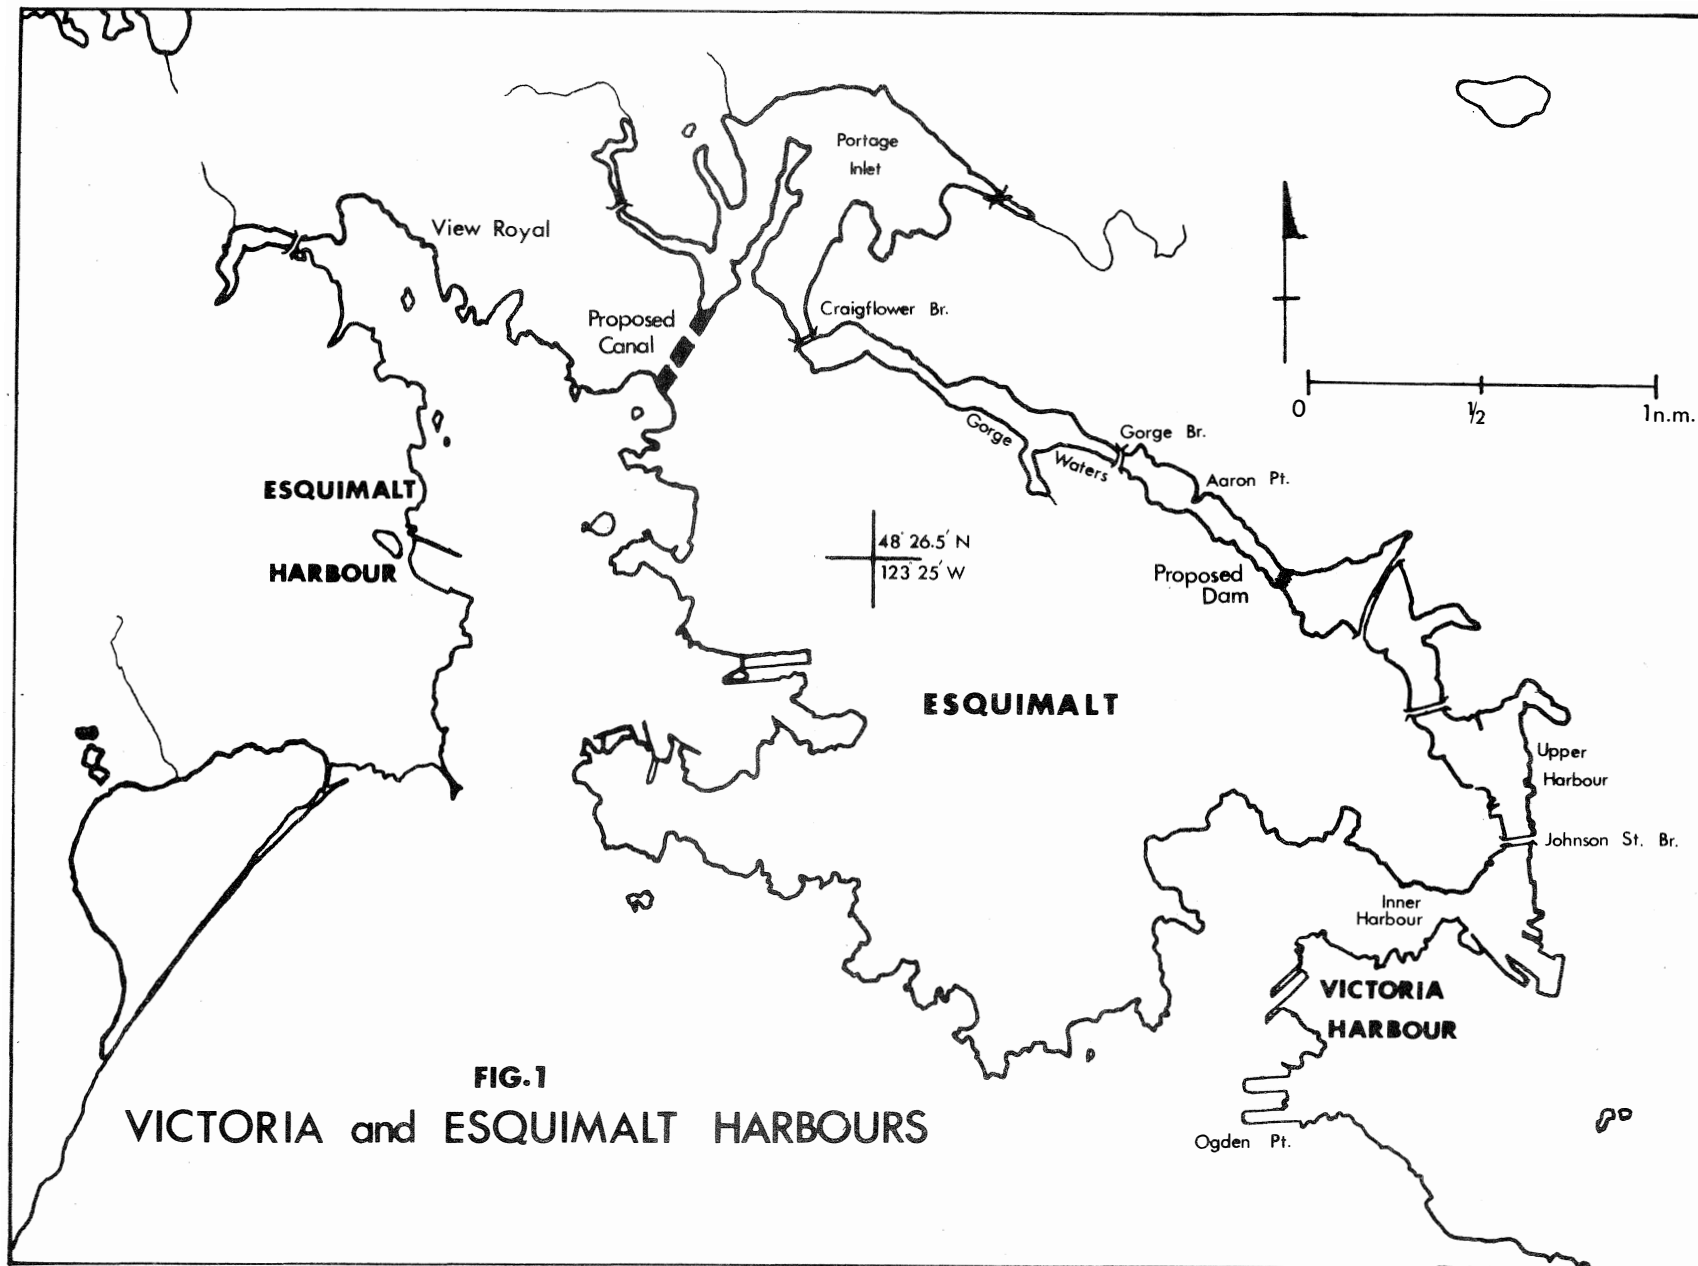 Portage
Inlet
View Royal
Proposed
Canal
Craigflower Br.
0
1/2
1 n.m.
Gorge
Waters
Gorge Br.
Aaron Pt.
ESQUIMALT
HARBOUR
48° 26.5′ N
123° 25′ W
Proposed
Dam
ESQUIMALT
Upper
Harbour
Johnson St. Br.
Inner
Harbour
VICTORIA
HARBOUR
Ogden Pt.
FIG.1
VICTORIA and ESQUIMALT HARBOURS